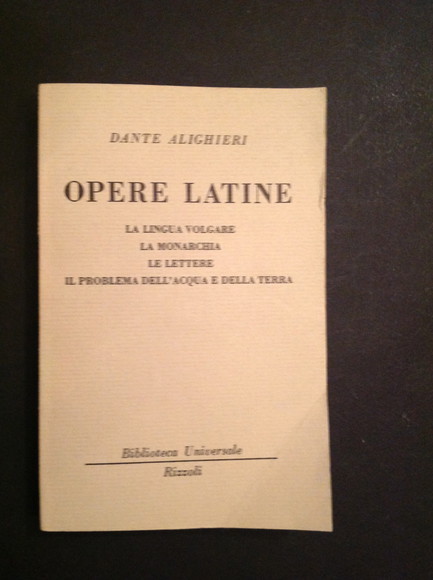 DANTE ALIGHIERI
OPERE LATINE
LA LINGUA VOLGARE
LA MONARCHIA
LE LETTERE
IL PROBLEMA DELL'ACQUA E DELLA TERRA
Biblioteca Universale
Rizzoli